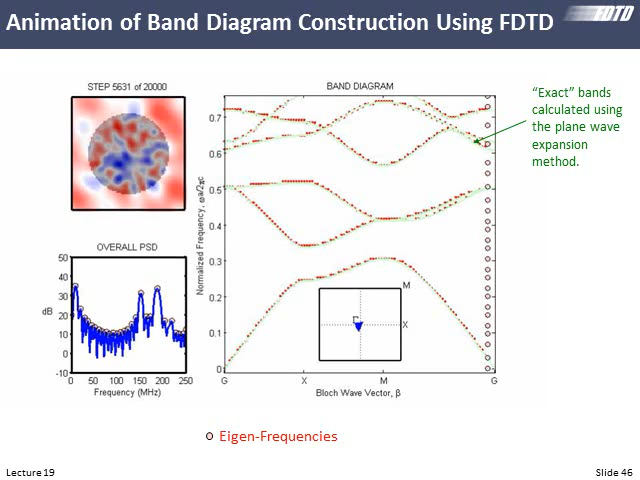 Animation of Band Diagram Construction Using FDTD
FDTD
STEP 5631 of 20000
BAND DIAGRAM
"Exact" bands
calculated using
the plane wave
expansion
method.
0.7
0.6
0.5
0.4
0.3
0.2
0.1
0
Normalized Frequency, ωa/2πc
M
X
Γ
G
X
M
G
Bloch Wave Vector, β
OVERALL PSD
50
40
30
20
10
0
-10
dB
0
50
100
150
200
250
Frequency (MHz)
Eigen-Frequencies
Lecture 19
Slide 46